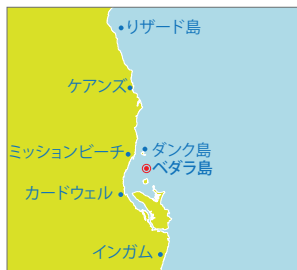 リザード島
ケアンズ
ダンク島
ミッションビーチ
ベダラ島
カードウェル
インガム